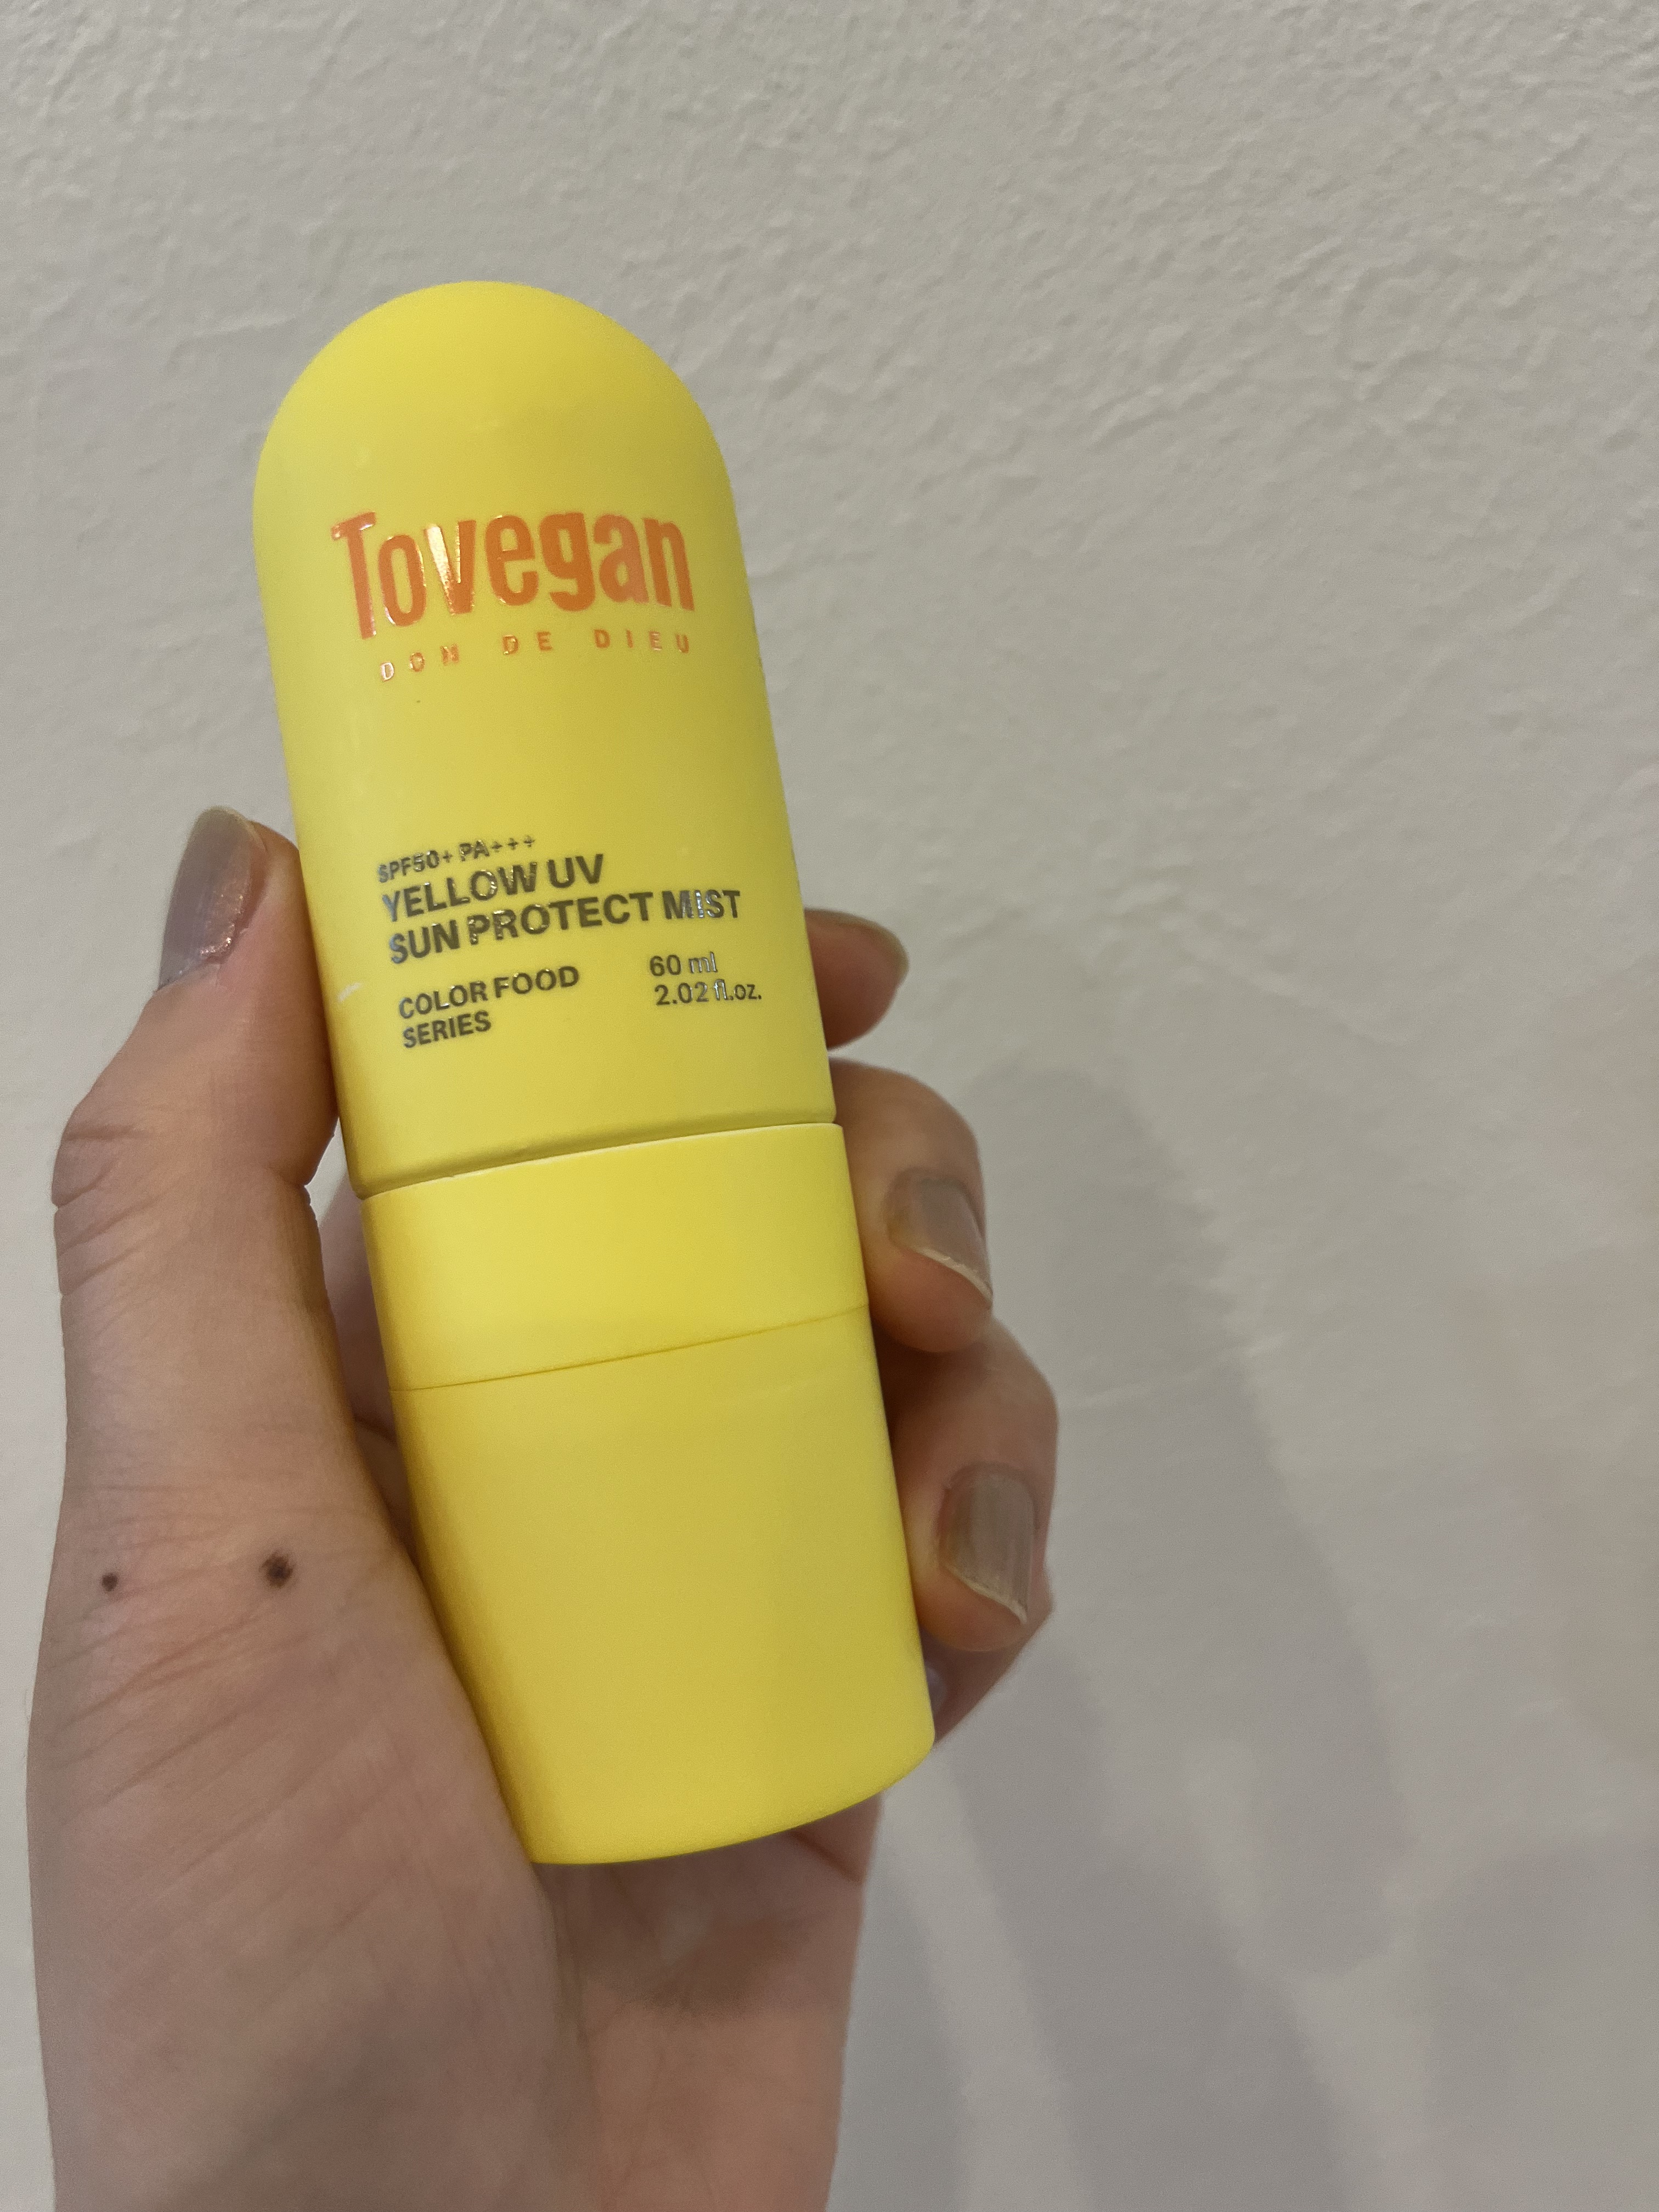 Tovegan
DON DE DIEU
SPF50+ PA+++
YELLOW UV
SUN PROTECT MIST
COLOR FOOD
SERIES
60 ml
2.02 fl.oz.